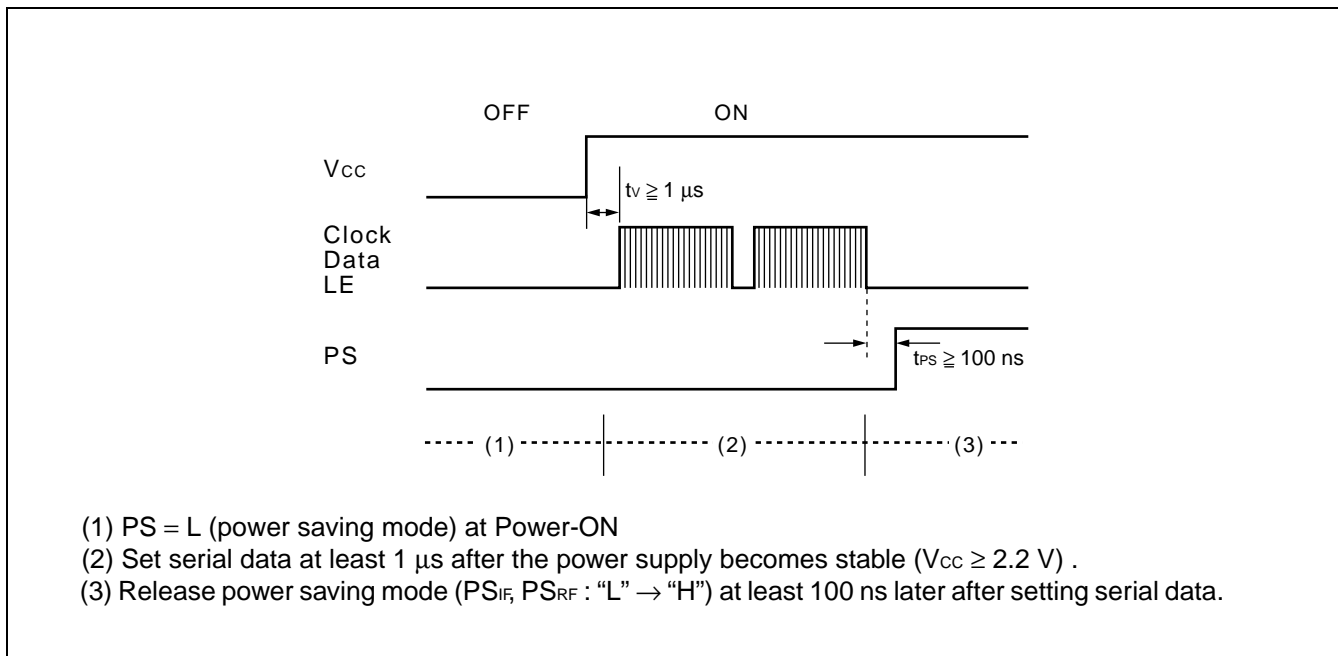 OFF ON
Vcc
tv ≧ 1 μs
Clock
Data
LE
PS
tPS ≧ 100 ns
(1) (2) (3)
(1) PS = L (power saving mode) at Power-ON
(2) Set serial data at least 1 μs after the power supply becomes stable (Vcc ≥ 2.2 V) .
(3) Release power saving mode (PSIF, PSRF : “L” → “H”) at least 100 ns later after setting serial data.